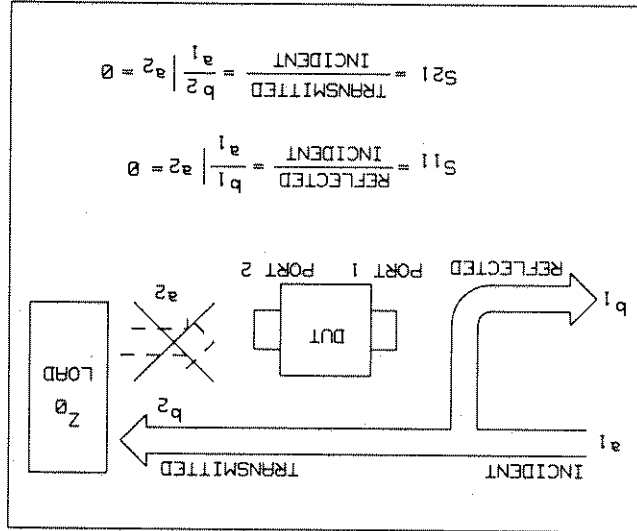 INCIDENT TRANSMITTED
a1 b2
Z0
LOAD
DUT
a2
b1
REFLECTED PORT 1 PORT 2
S11 = REFLECTED / INCIDENT = b1 / a1 | a2 = 0
S21 = TRANSMITTED / INCIDENT = b2 / a1 | a2 = 0